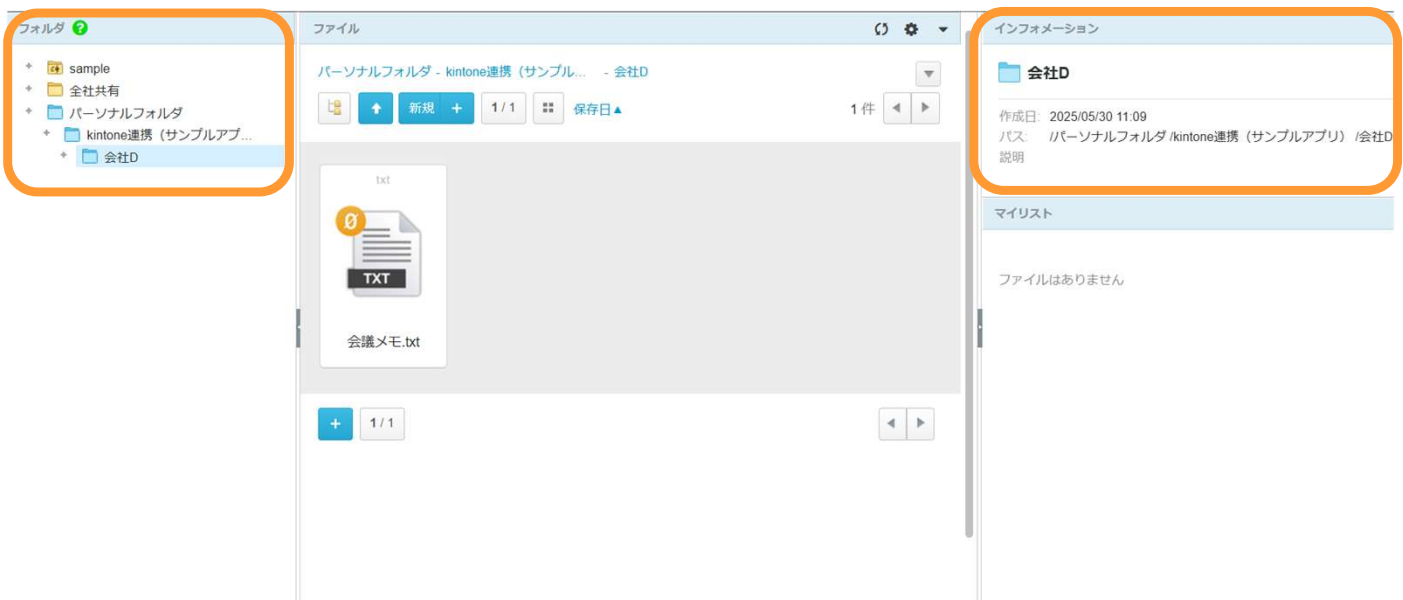 フォルダ ?
sample
全社共有
パーソナルフォルダ
kintone連携（サンプルアプ...
会社D
ファイル
パーソナルフォルダ - kintone連携（サンプル... - 会社D
新規 +
1 / 1
保存日▲
1 件
txt
TXT
会議メモ.txt
+
1 / 1
インフォメーション
会社D
作成日: 2025/05/30 11:09
パス: /パーソナルフォルダ /kintone連携（サンプルアプリ） /会社D
説明
マイリスト
ファイルはありません